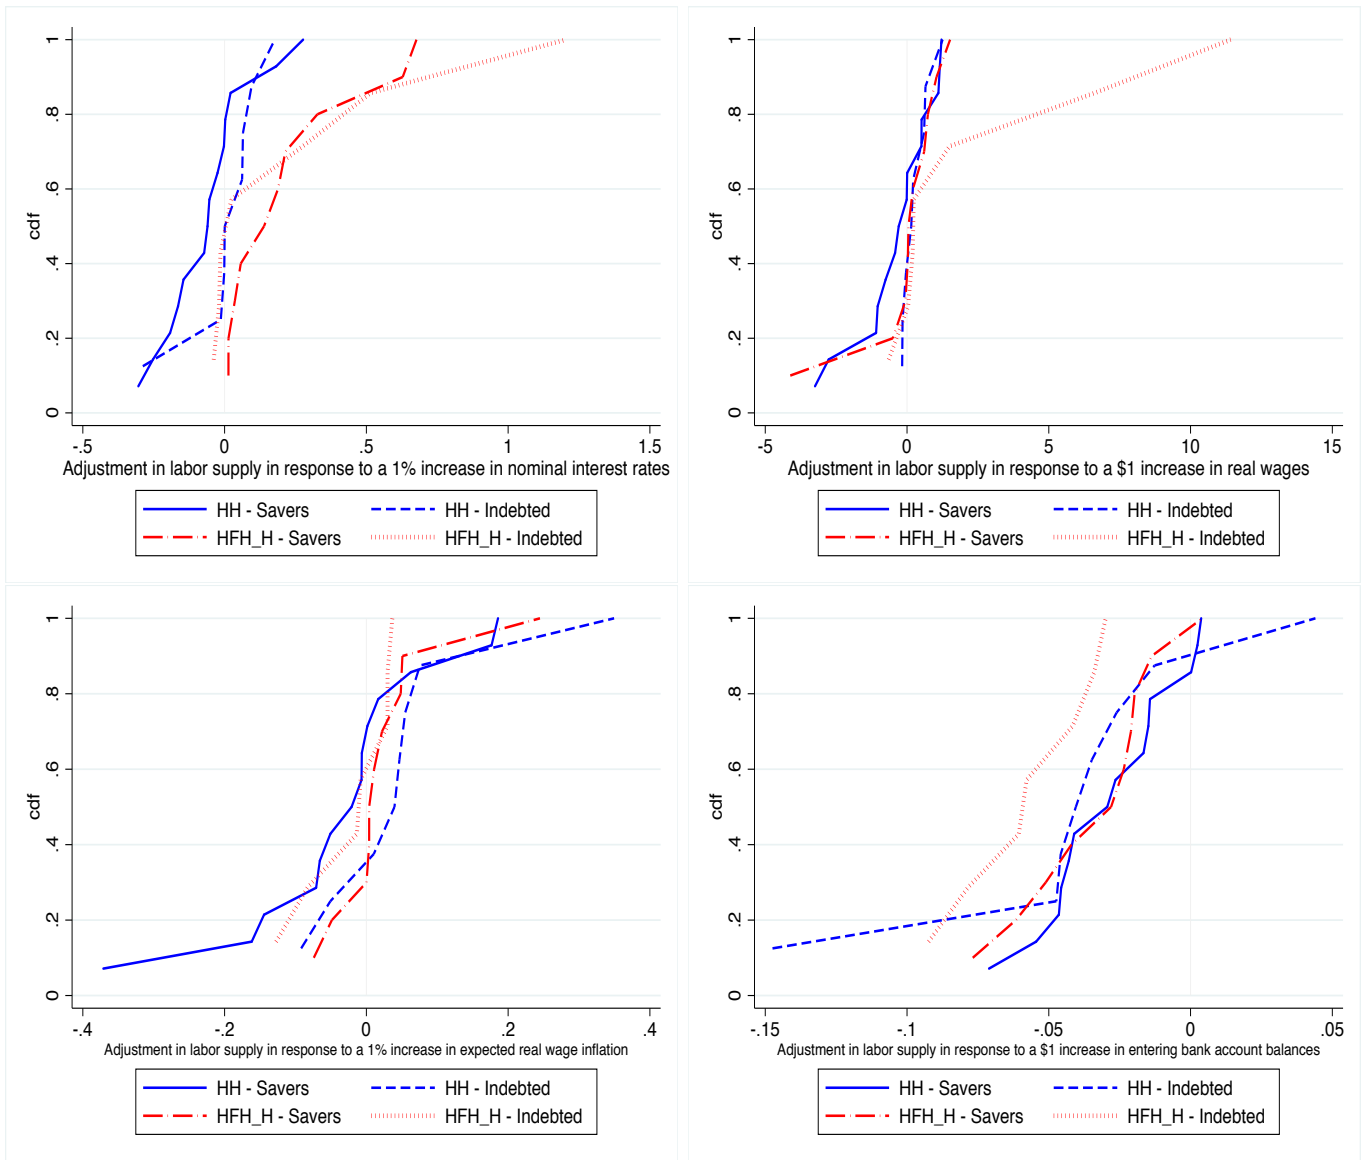 cdf
0 .2 .4 .6 .8 1
-.5 0 .5 1 1.5
Adjustment in labor supply in response to a 1% increase in nominal interest rates
HH - Savers HH - Indebted
HFH_H - Savers HFH_H - Indebted
cdf
0 .2 .4 .6 .8 1
-5 0 5 10 15
Adjustment in labor supply in response to a $1 increase in real wages
HH - Savers HH - Indebted
HFH_H - Savers HFH_H - Indebted
cdf
0 .2 .4 .6 .8 1
-.4 -.2 0 .2 .4
Adjustment in labor supply in response to a 1% increase in expected real wage inflation
HH - Savers HH - Indebted
HFH_H - Savers HFH_H - Indebted
cdf
0 .2 .4 .6 .8 1
-.15 -.1 -.05 0 .05
Adjustment in labor supply in response to a $1 increase in entering bank account balances
HH - Savers HH - Indebted
HFH_H - Savers HFH_H - Indebted